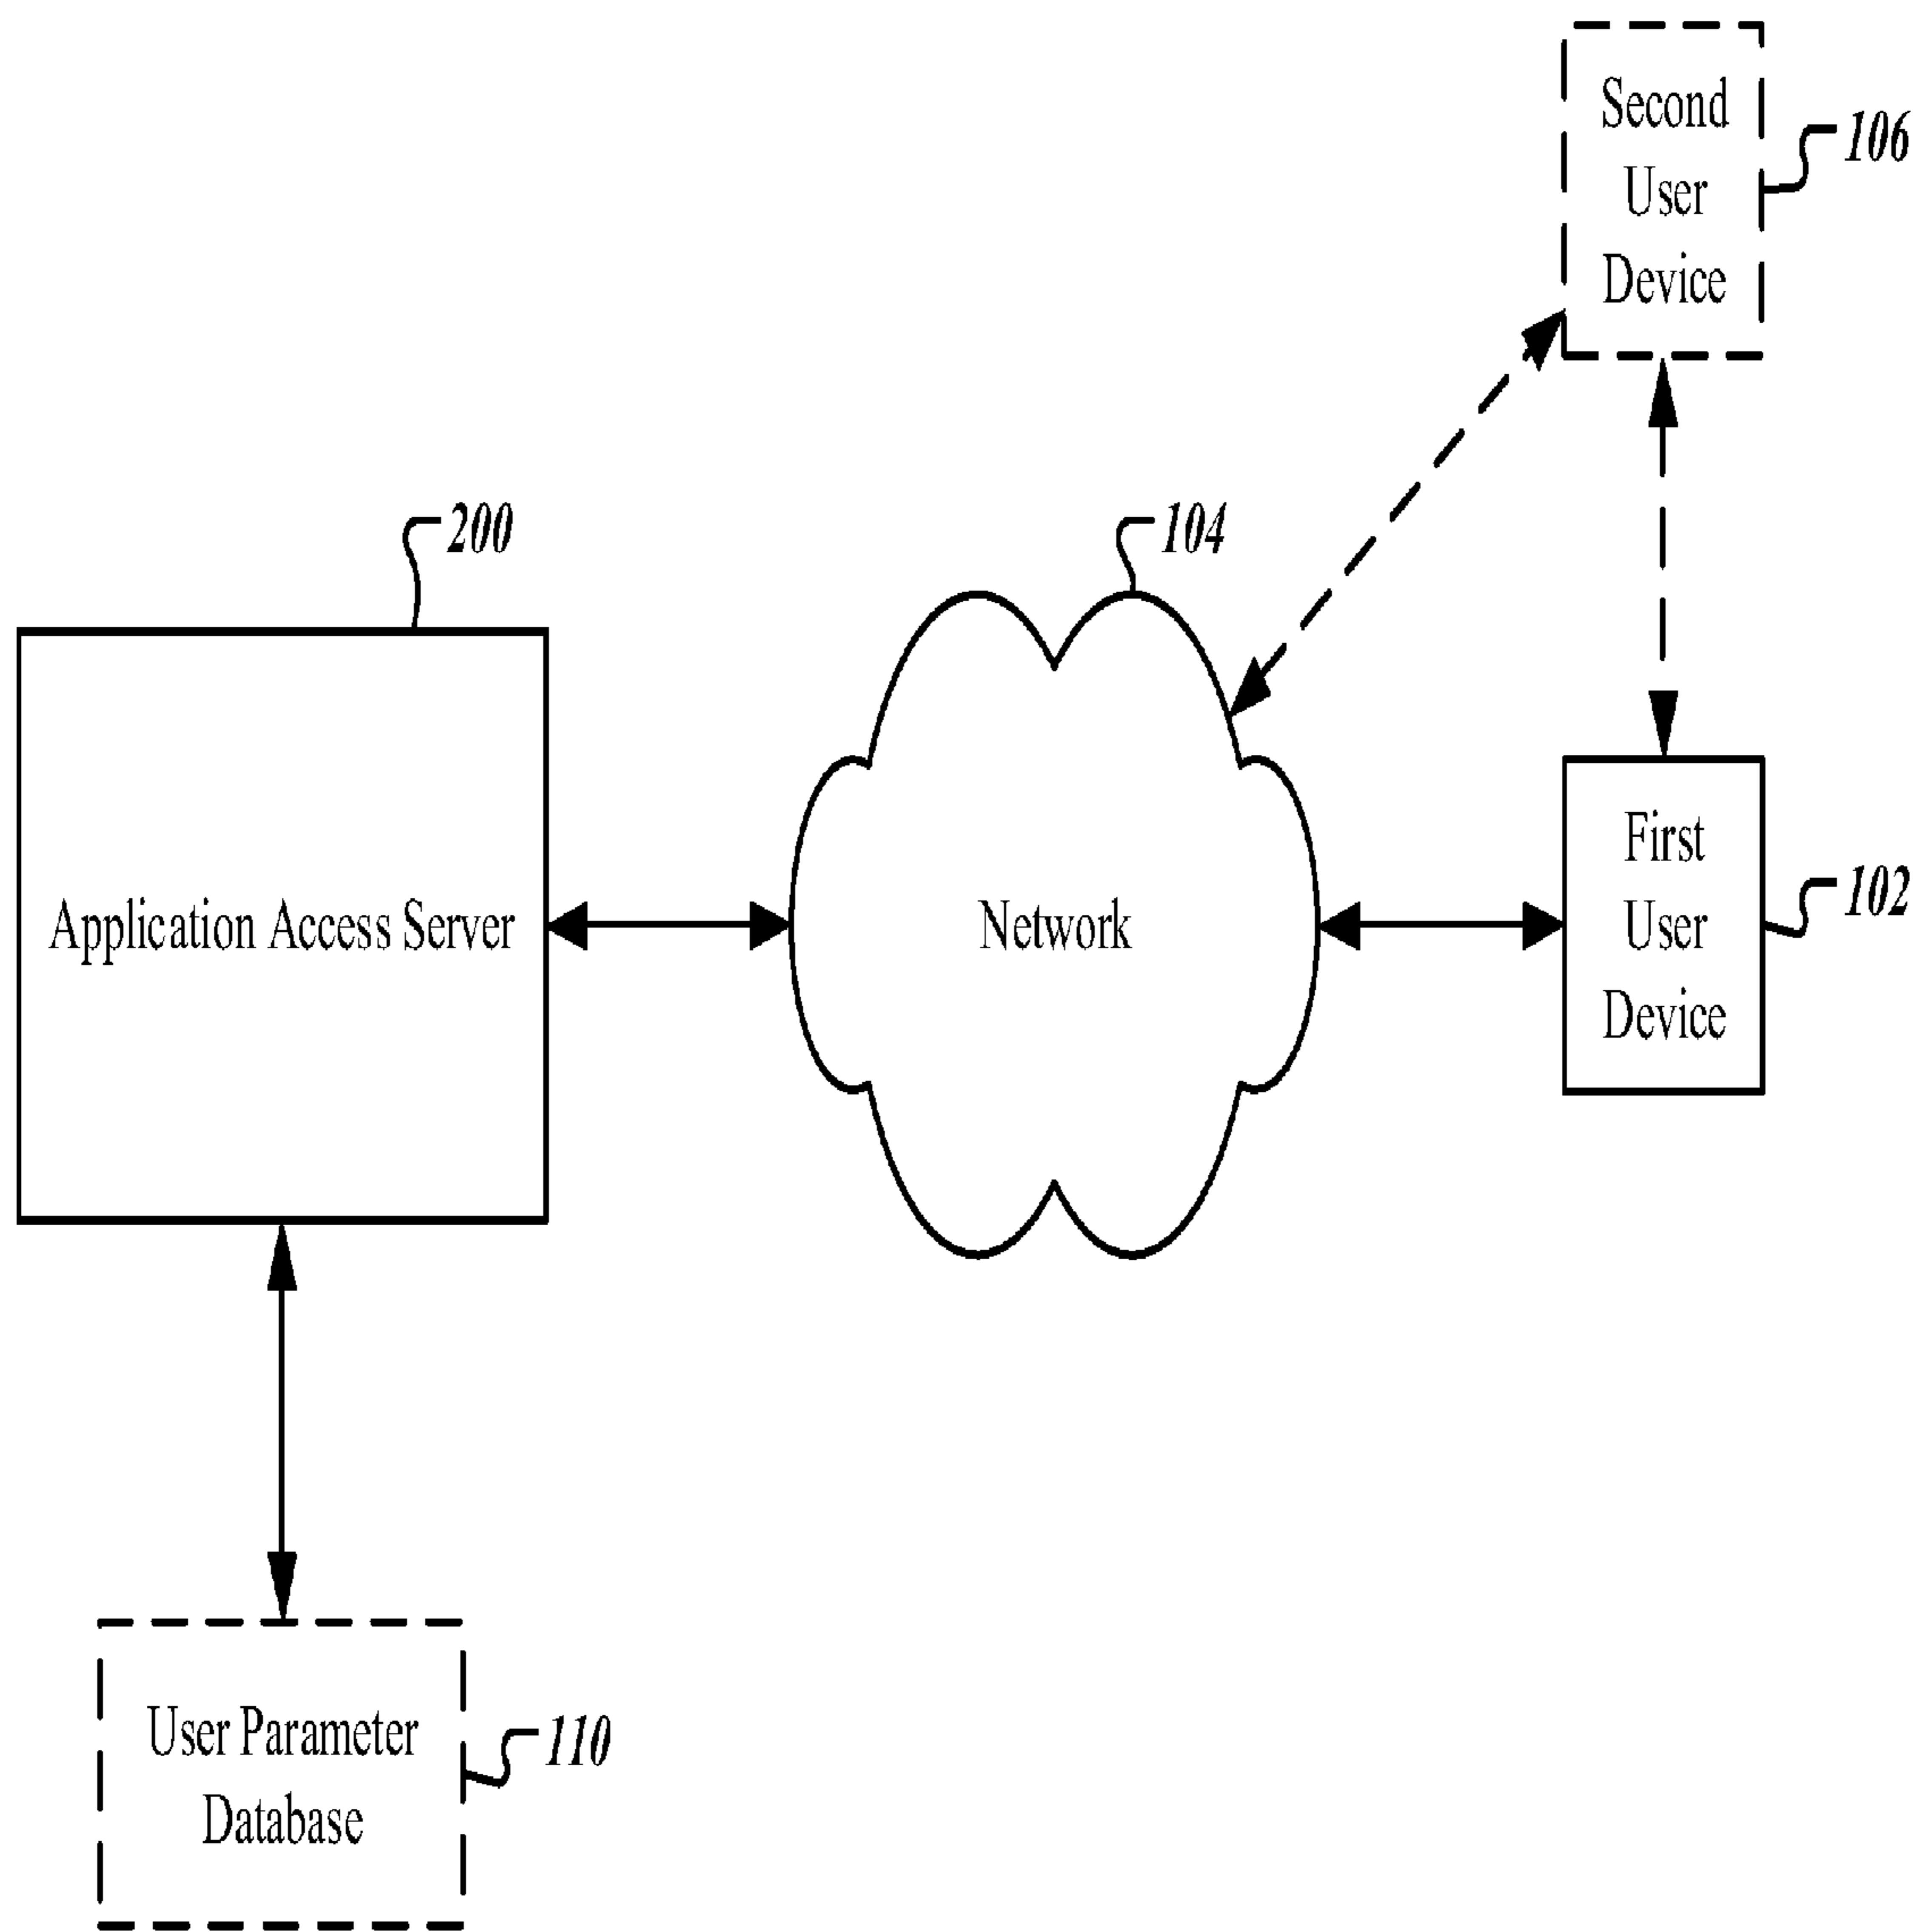 Second
User
Device
106
200
104
Application Access Server
Network
First
User
Device
102
User Parameter
Database
110